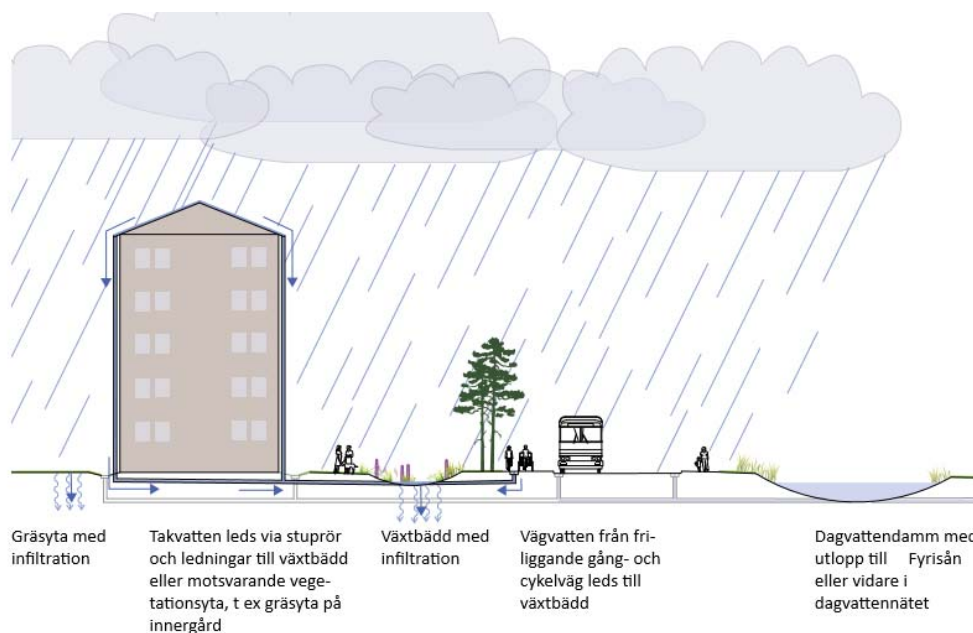 Gräsyta med
infiltration
Takvatten leds via stuprör
och ledningar till växtbädd
eller motsvarande vege-
tationsyta, t ex gräsyta på
innergård
Växtbädd med
infiltration
Vägvatten från fri-
liggande gång- och
cykelväg leds till
växtbädd
Dagvattendamm med
utlopp till Fyrisån
eller vidare i
dagvattennätet